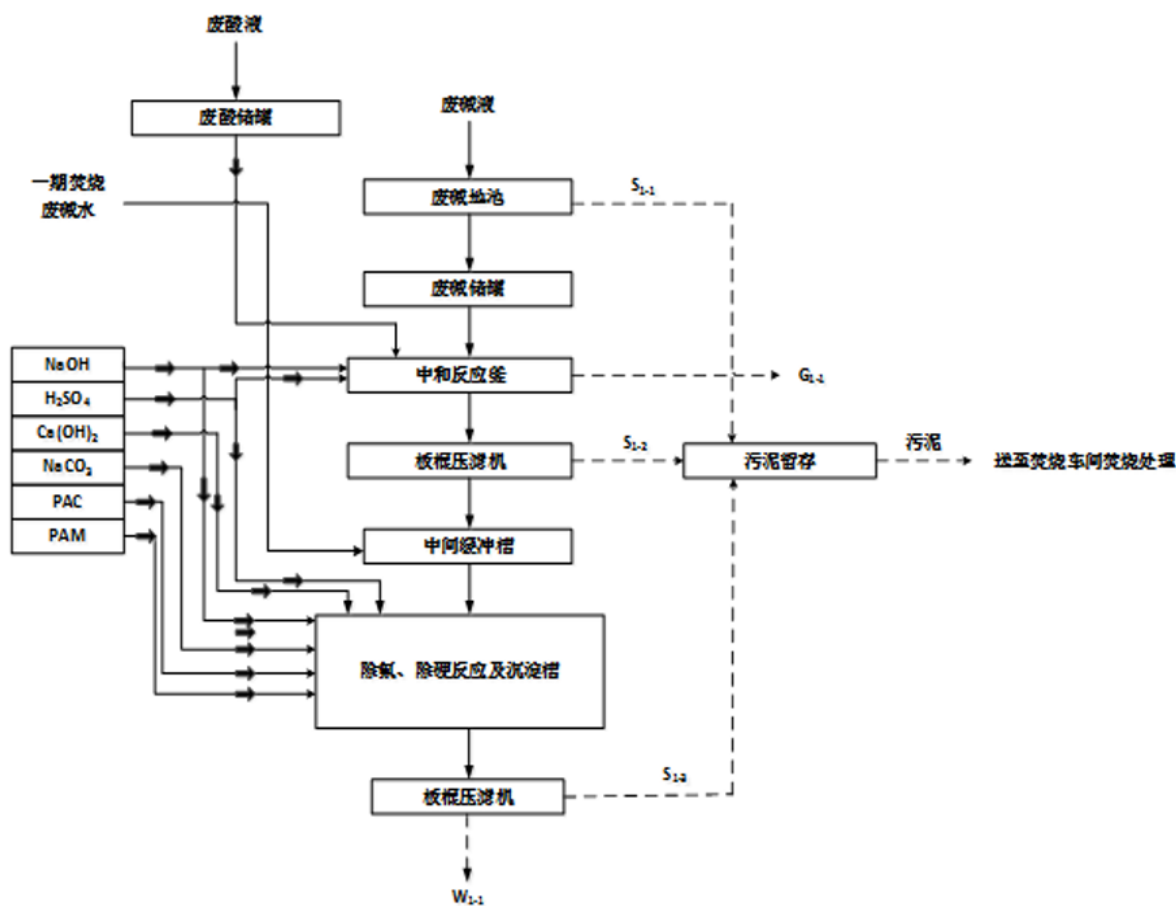 废酸液
废酸储罐
废碱液
一期焚烧
废碱水
废碱地池
S₁₋₁
废碱储罐
NaOH
H₂SO₄
Ca(OH)₂
NaCO₃
PAC
PAM
中和反应釜
G₁₋₁
板框压滤机
S₁₋₂
污泥留存
污泥
送至焚烧车间焚烧处理
中间缓冲槽
除氟、除硬反应及沉淀槽
板框压滤机
S₁₋₃
W₁₋₁